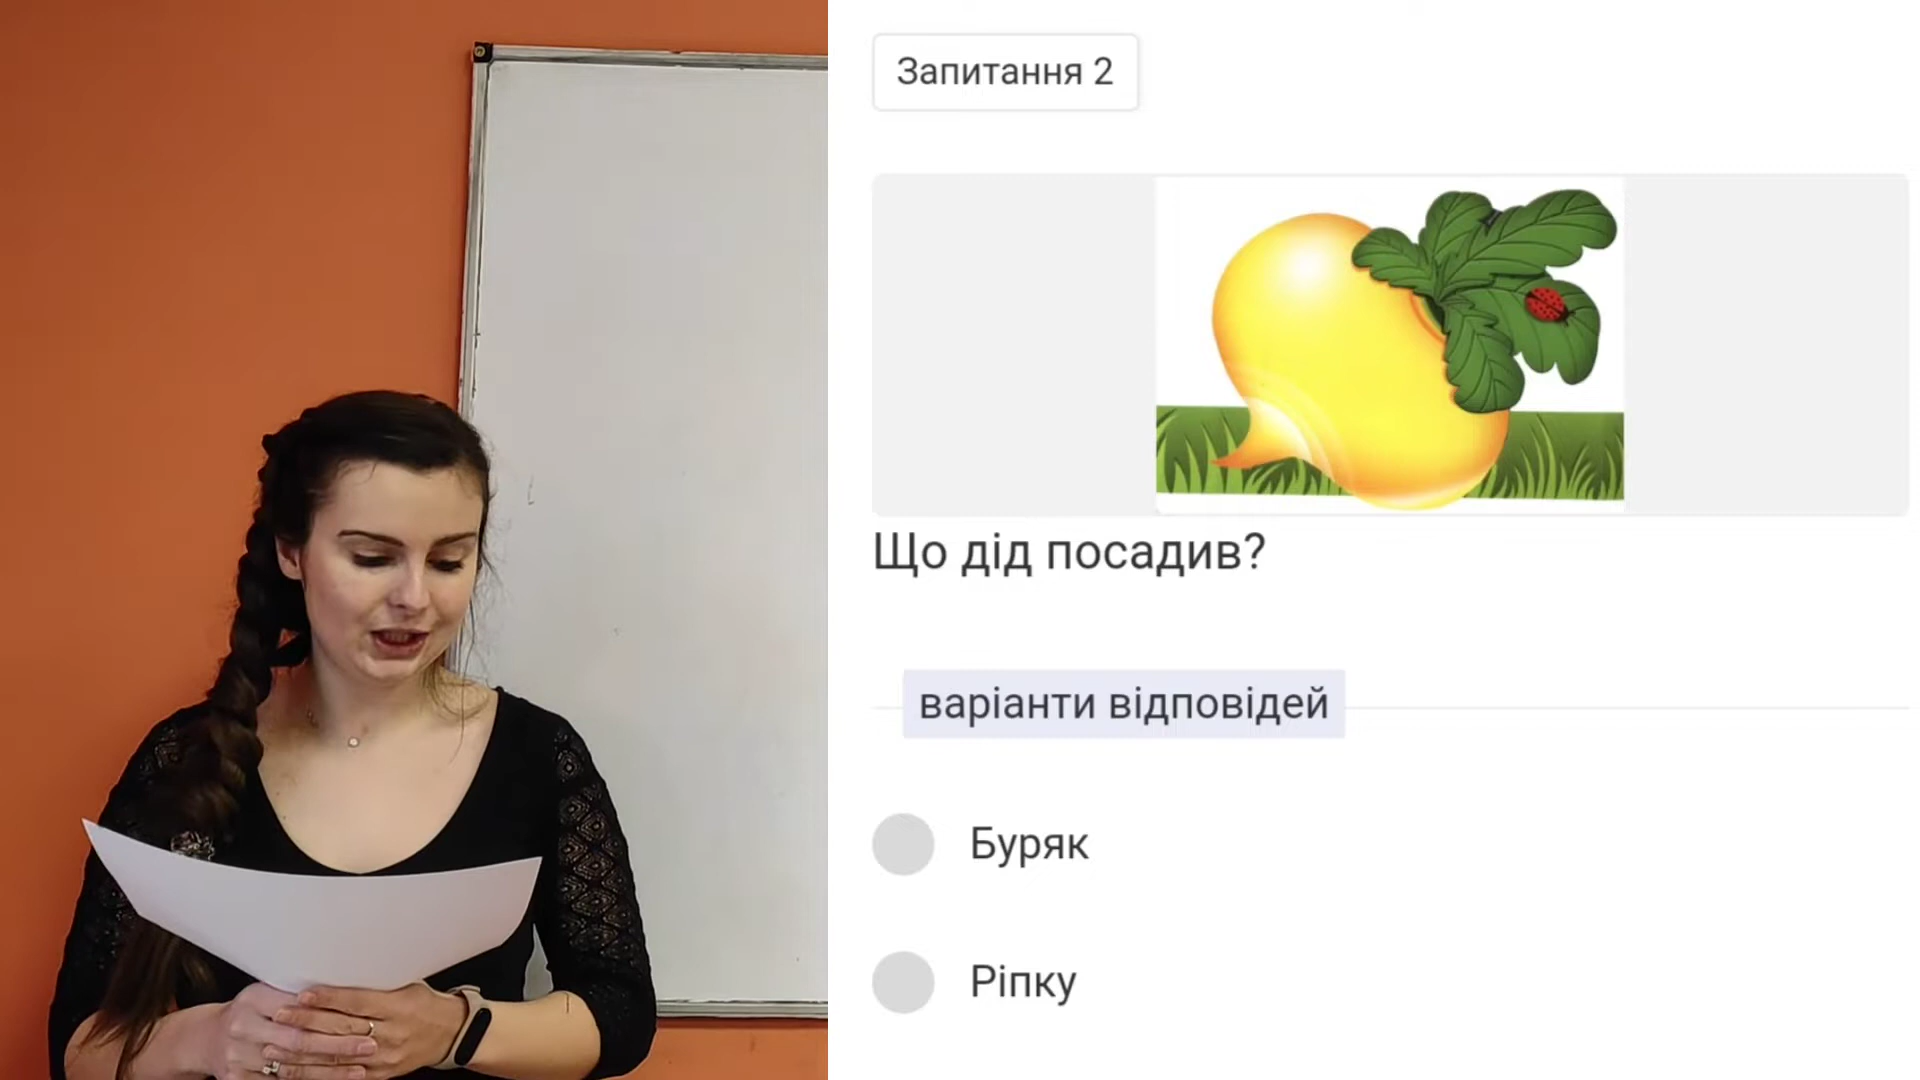 Запитання 2
Що дід посадив?
варіанти відповідей
Буряк
Ріпку